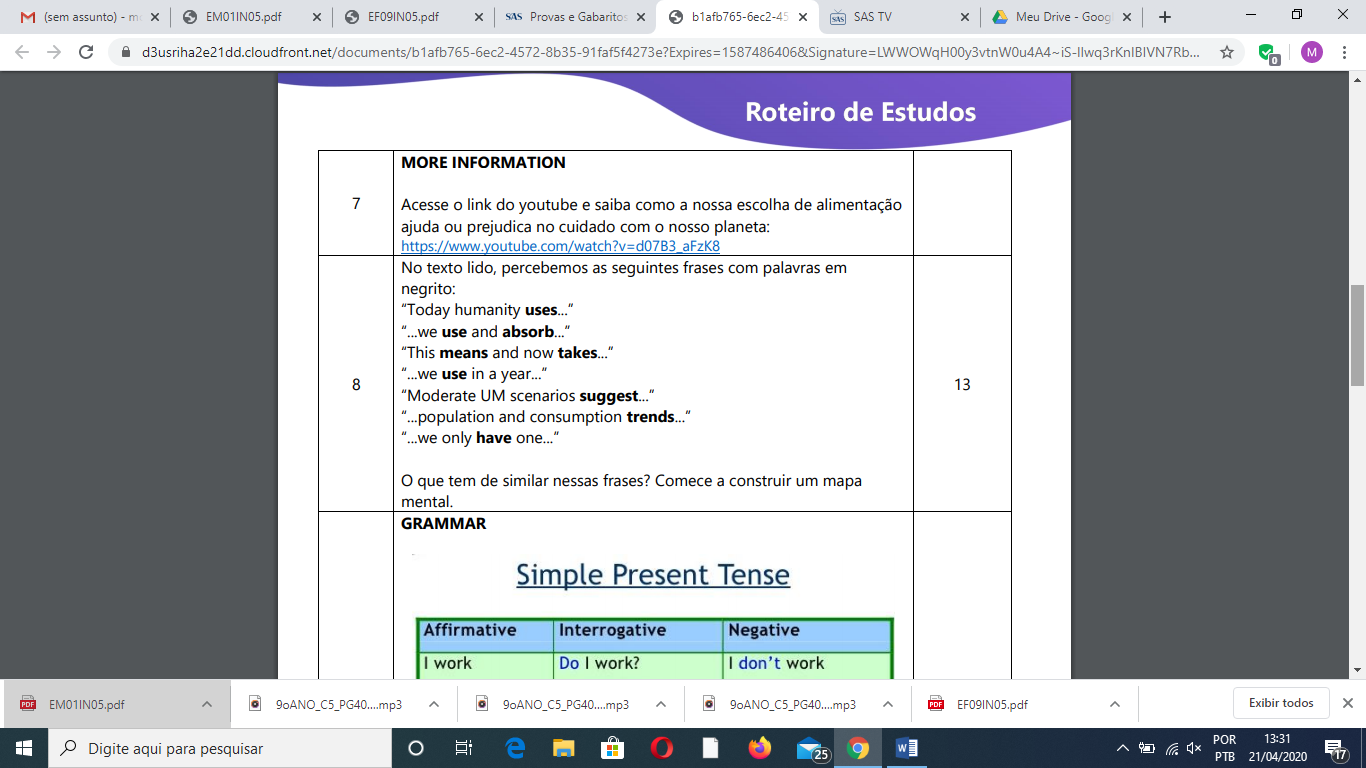 (sem assunto) - m
EM01IN05.pdf
EF09IN05.pdf
SAS Provas e Gabaritos
b1afb765-6ec2-45
SAS TV
Meu Drive - Goog
d3usriha2e21dd.cloudfront.net/documents/b1afb765-6ec2-4572-8b35-91faf5f4273e?Expires=1587486406&Signature=LWWOWqH00y3vtnW0u4A4~iS-IIwq3rKnIBIVN7Rb...
M
0
Roteiro de Estudos
MORE INFORMATION
7
Acesse o link do youtube e saiba como a nossa escolha de alimentação
ajuda ou prejudica no cuidado com o nosso planeta:
https://www.youtube.com/watch?v=d07B3_aFzK8
No texto lido, percebemos as seguintes frases com palavras em
negrito:
“Today humanity uses...”
“...we use and absorb...”
“This means and now takes...”
“...we use in a year...”
8
13
“Moderate UM scenarios suggest...”
“...population and consumption trends...”
“...we only have one...”
O que tem de similar nessas frases? Comece a construir um mapa
mental.
GRAMMAR
Simple Present Tense
Affirmative Interrogative Negative
I work Do I work? I don't work
EM01IN05.pdf
9oANO_C5_PG40....mp3
9oANO_C5_PG40....mp3
9oANO_C5_PG40....mp3
EF09IN05.pdf
Exibir todos
Digite aqui para pesquisar
25
POR
PTB
13:31
21/04/2020
17